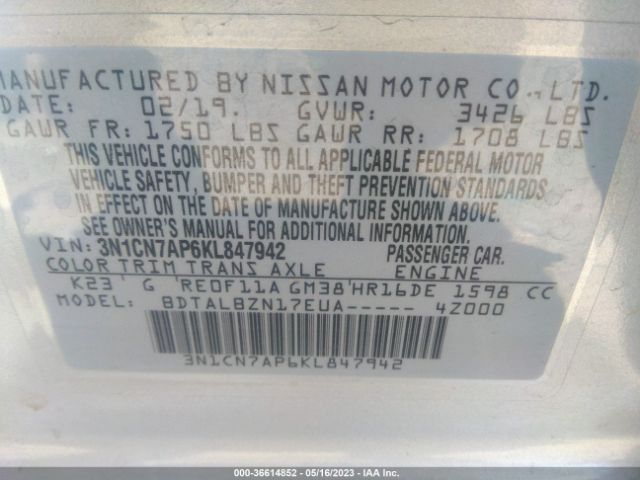 MANUFACTURED BY NISSAN MOTOR CO., LTD.
DATE: 02/19. GVWR: 3426 LBS
GAWR FR: 1750 LBS GAWR RR: 1708 LBS
THIS VEHICLE CONFORMS TO ALL APPLICABLE FEDERAL MOTOR
VEHICLE SAFETY, BUMPER AND THEFT PREVENTION STANDARDS
IN EFFECT ON THE DATE OF MANUFACTURE SHOWN ABOVE.
SEE OWNER'S MANUAL FOR ADDITIONAL INFORMATION.
VIN: 3N1CN7AP6KL847942 PASSENGER CAR.
COLOR TRIM TRANS AXLE ENGINE
K23 G RE0F11A GM38 HR16DE 1598 CC
BDTALBZN17EUA----- 4Z000
3N1CN7AP6KL847942
000-36614852 - 05/16/2023 - IAA Inc.